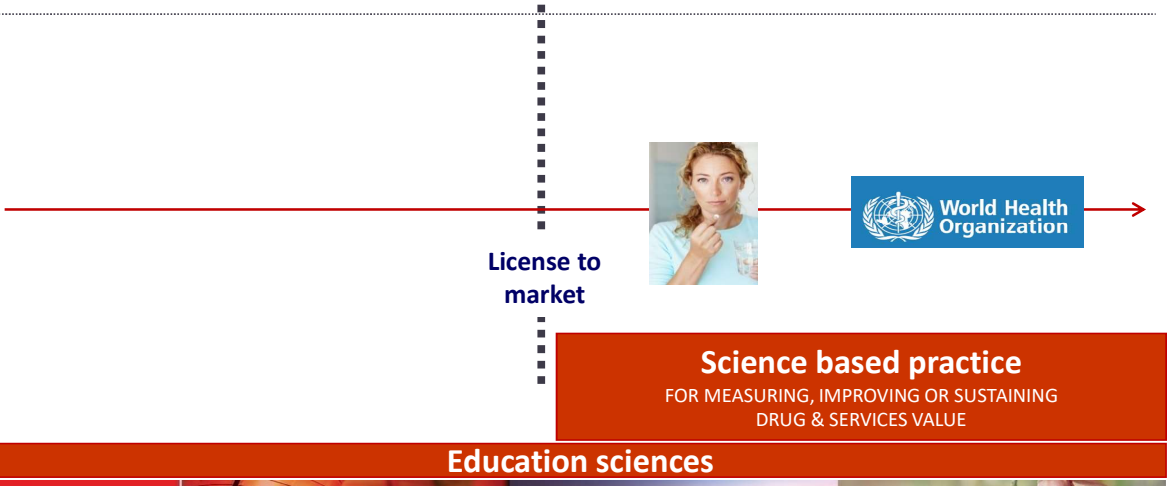 World Health
Organization
License to
market
Science based practice
FOR MEASURING, IMPROVING OR SUSTAINING
DRUG & SERVICES VALUE
Education sciences